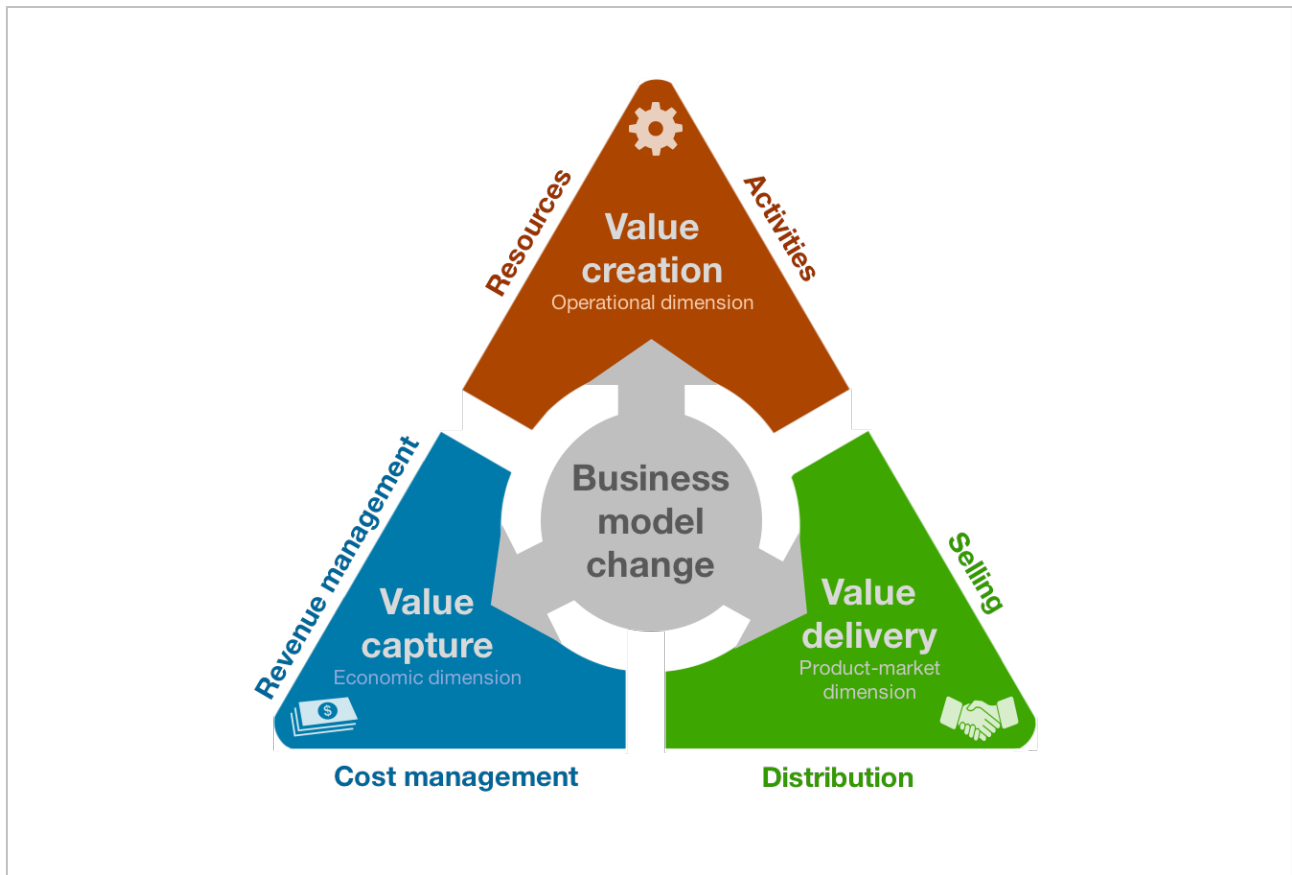 Resources
Activities
Value
creation
Operational dimension
Business
model
change
Revenue management
Value
capture
Economic dimension
$
Cost management
Selling
Value
delivery
Product-market
dimension
Distribution